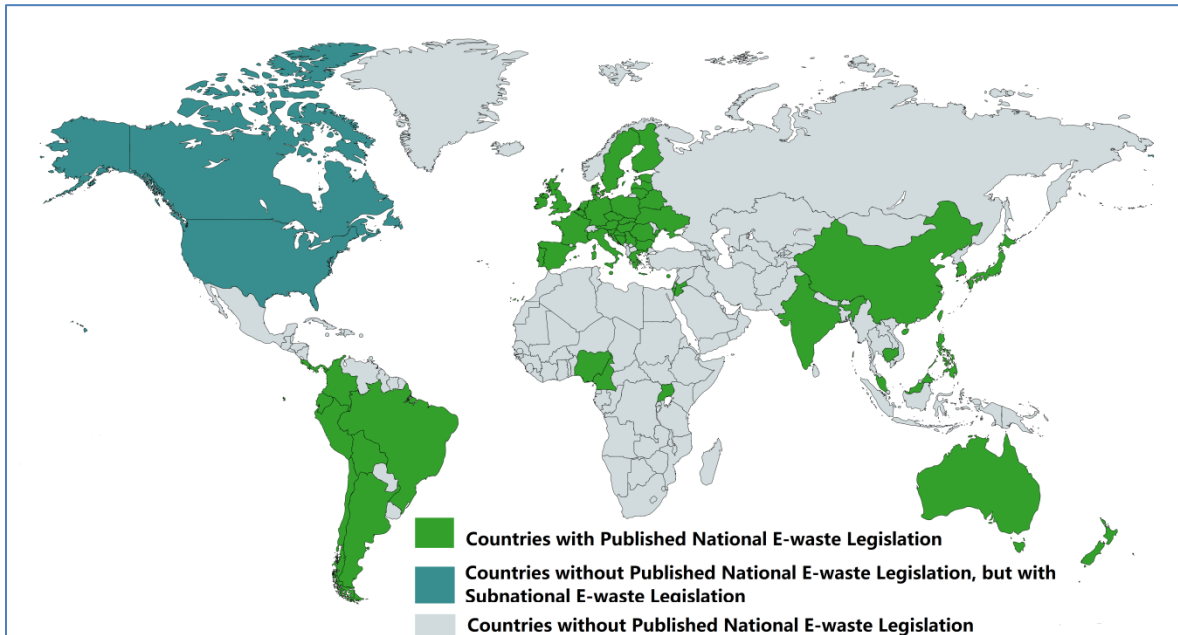 Countries with Published National E-waste Legislation
Countries without Published National E-waste Legislation, but with
Subnational E-waste Legislation
Countries without Published National E-waste Legislation